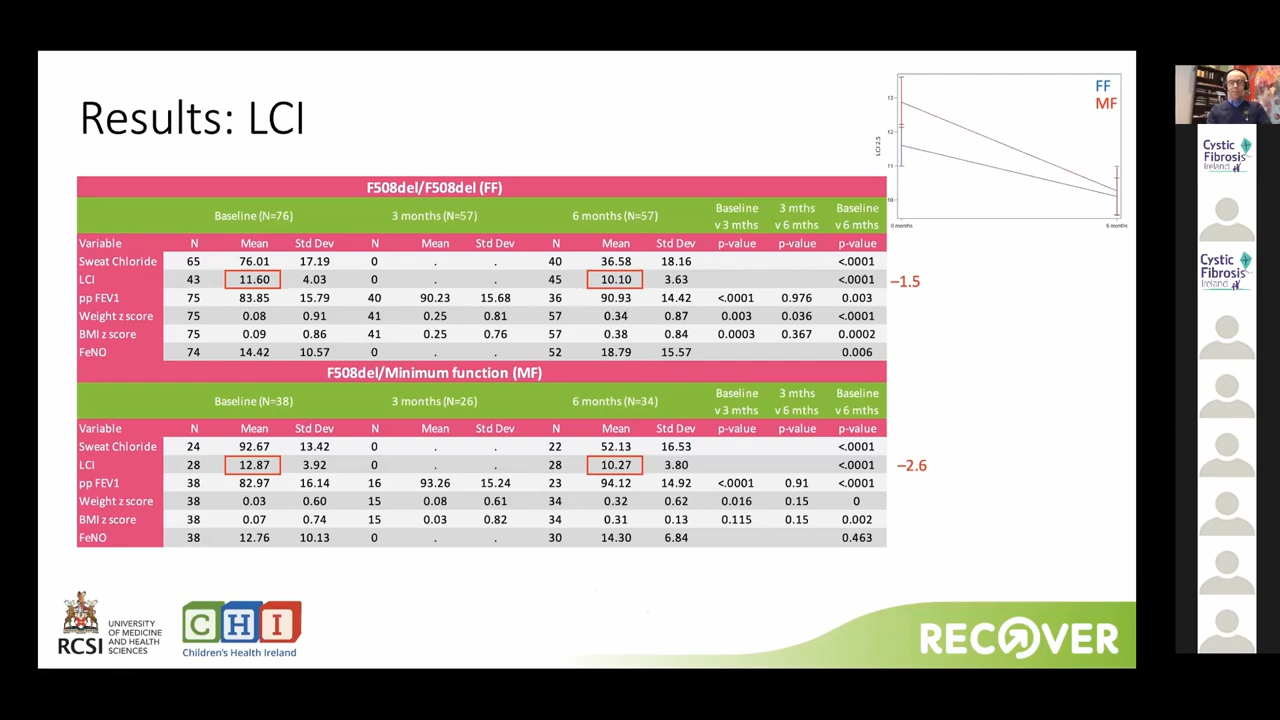 Results: LCI
FF
MF
13
12
11
10
LCI 2.5
0 months
6 months
F508del/F508del (FF)
Baseline (N=76) 3 months (N=57) 6 months (N=57) Baseline v 3 mths 3 mths v 6 mths Baseline v 6 mths
Variable N Mean Std Dev N Mean Std Dev N Mean Std Dev p-value p-value p-value
Sweat Chloride 65 76.01 17.19 0 . . 40 36.58 18.16 <.0001
LCI 43 11.60 4.03 0 . . 45 10.10 3.63 <.0001
–1.5
pp FEV1 75 83.85 15.79 40 90.23 15.68 36 90.93 14.42 <.0001 0.976 0.003
Weight z score 75 0.08 0.91 41 0.25 0.81 57 0.34 0.87 0.003 0.036 <.0001
BMI z score 75 0.09 0.86 41 0.25 0.76 57 0.38 0.84 0.0003 0.367 0.0002
FeNO 74 14.42 10.57 0 . . 52 18.79 15.57 0.006
F508del/Minimum function (MF)
Baseline (N=38) 3 months (N=26) 6 months (N=34) Baseline v 3 mths 3 mths v 6 mths Baseline v 6 mths
Variable N Mean Std Dev N Mean Std Dev N Mean Std Dev p-value p-value p-value
Sweat Chloride 24 92.67 13.42 0 . . 22 52.13 16.53 <.0001
LCI 28 12.87 3.92 0 . . 28 10.27 3.80 <.0001
–2.6
pp FEV1 38 82.97 16.14 16 93.26 15.24 23 94.12 14.92 <.0001 0.91 <.0001
Weight z score 38 0.03 0.60 15 0.08 0.61 34 0.32 0.62 0.016 0.15 0
BMI z score 38 0.07 0.74 15 0.03 0.82 34 0.31 0.13 0.115 0.15 0.002
FeNO 38 12.76 10.13 0 . . 30 14.30 6.84 0.463
RCSI
UNIVERSITY
OF MEDICINE
AND HEALTH
SCIENCES
CHI
Children's Health Ireland
RECOVER
Cystic
Fibrosis
Ireland
Cystic
Fibrosis
Ireland